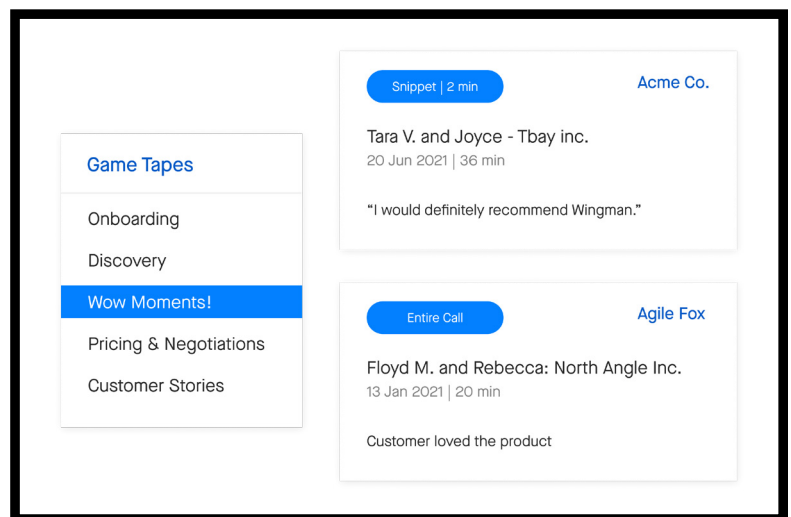 Game Tapes
Onboarding
Discovery
Wow Moments!
Pricing & Negotiations
Customer Stories
Snippet | 2 min
Acme Co.
Tara V. and Joyce - Tbay inc.
20 Jun 2021 | 36 min
“I would definitely recommend Wingman.”
Entire Call
Agile Fox
Floyd M. and Rebecca: North Angle Inc.
13 Jan 2021 | 20 min
Customer loved the product